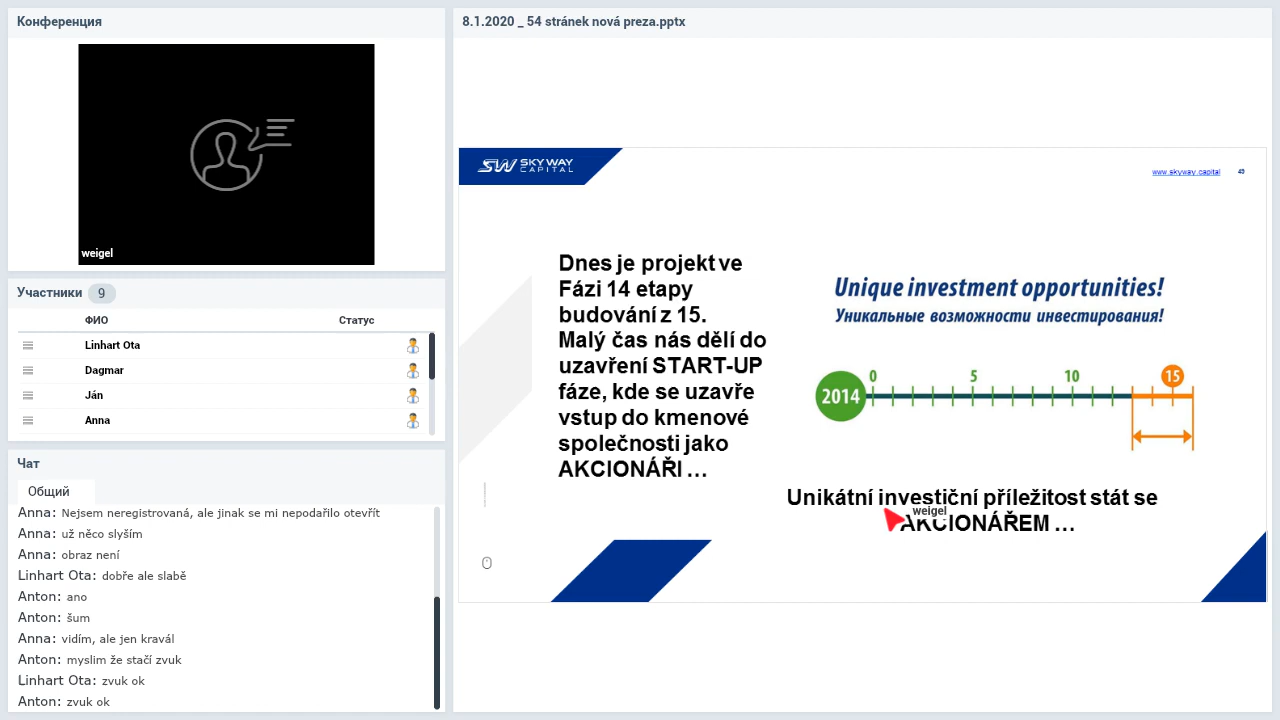 Конференция
weigel
Участники 9
ФИО Статус
Linhart Ota
Dagmar
Ján
Anna
Чат
Общий
Anna: Nejsem neregistrovaná, ale jinak se mi nepodařilo otevřít
Anna: už něco slyším
Anna: obraz není
Linhart Ota: dobře ale slabě
Anton: ano
Anton: šum
Anna: vidím, ale jen kravál
Anton: myslim že stačí zvuk
Linhart Ota: zvuk ok
Anton: zvuk ok
8.1.2020 _ 54 stránek nová preza.pptx
SW SKY WAY
CAPITAL
www.skyway.capital 49
Dnes je projekt ve
Fázi 14 etapy
budování z 15.
Malý čas nás dělí do
uzavření START-UP
fáze, kde se uzavře
vstup do kmenové
společnosti jako
AKCIONÁŘI ...
Unique investment opportunities!
Уникальные возможности инвестирования!
2014 0 5 10 15
Unikátní investiční příležitost stát se
weigel
AKCIONÁŘEM ...